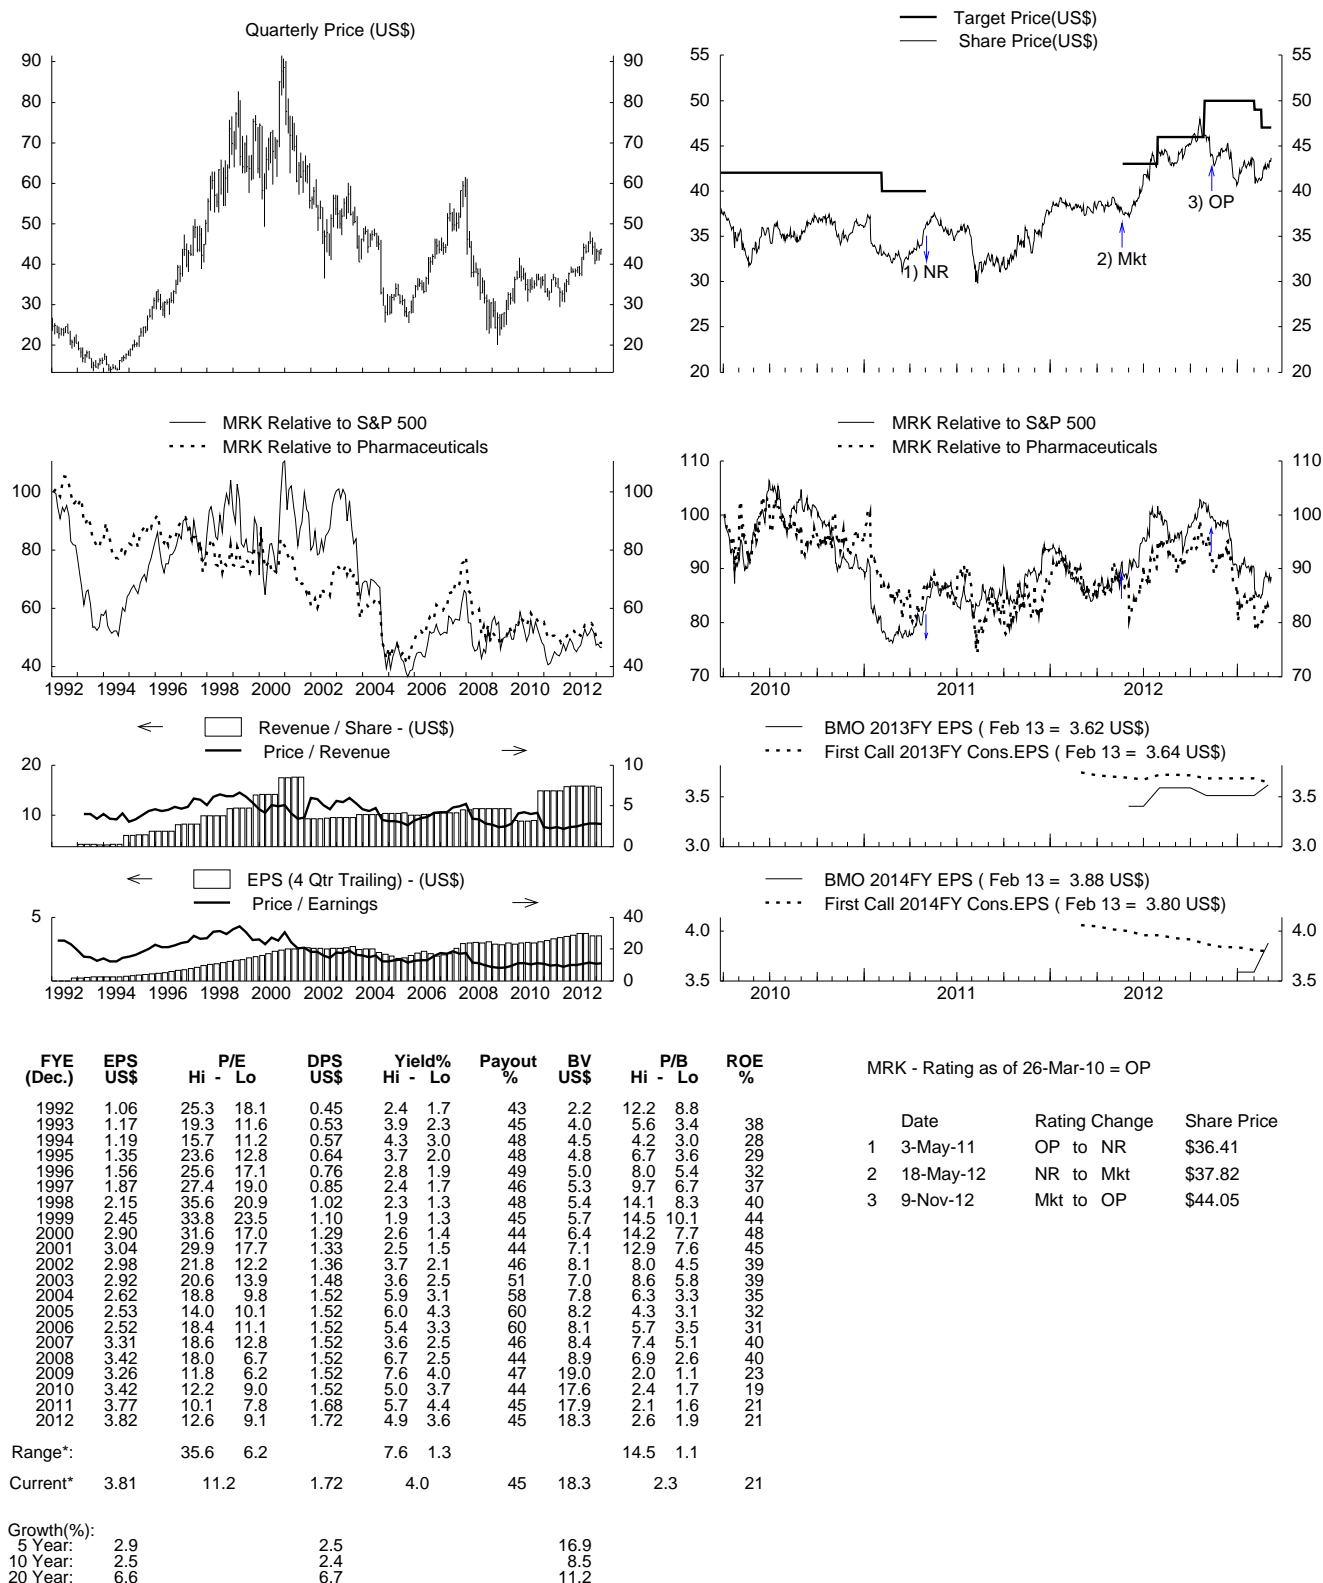 Quarterly Price (US$)
90 90
80 80
70 70
60 60
50 50
40 40
30 30
20 20
Target Price(US$)
Share Price(US$)
55 55
50 50
45 45
40 40
35 35
30 30
25 25
20 20
1) NR
2) Mkt
3) OP
MRK Relative to S&P 500
MRK Relative to Pharmaceuticals
100 100
80 80
60 60
40 40
1992 1994 1996 1998 2000 2002 2004 2006 2008 2010 2012
MRK Relative to S&P 500
MRK Relative to Pharmaceuticals
110 110
100 100
90 90
80 80
70 70
2010 2011 2012
Revenue / Share - (US$)
Price / Revenue
20 10
10 5
0
BMO 2013FY EPS ( Feb 13 = 3.62 US$)
First Call 2013FY Cons.EPS ( Feb 13 = 3.64 US$)
3.5 3.5
3.0 3.0
EPS (4 Qtr Trailing) - (US$)
Price / Earnings
5 40
20
0
1992 1994 1996 1998 2000 2002 2004 2006 2008 2010 2012
BMO 2014FY EPS ( Feb 13 = 3.88 US$)
First Call 2014FY Cons.EPS ( Feb 13 = 3.80 US$)
4.0 4.0
3.5 3.5
2010 2011 2012
FYE EPS P/E DPS Yield% Payout BV P/B ROE
(Dec.) US$ Hi - Lo US$ Hi - Lo % US$ Hi - Lo %
1992 1.06 25.3 18.1 0.45 2.4 1.7 43 2.2 12.2 8.8
1993 1.17 19.3 11.6 0.53 3.9 2.3 45 4.0 5.6 3.4 38
1994 1.19 15.7 11.2 0.57 4.3 3.0 48 4.5 4.2 3.0 28
1995 1.35 23.6 12.8 0.64 3.7 2.0 48 4.8 6.7 3.6 29
1996 1.56 25.6 17.1 0.76 2.8 1.9 49 5.0 8.0 5.4 32
1997 1.87 27.4 19.0 0.85 2.4 1.7 46 5.3 9.7 6.7 37
1998 2.15 35.6 20.9 1.02 2.3 1.3 48 5.4 14.1 8.3 40
1999 2.45 33.8 23.5 1.10 1.9 1.3 45 5.7 14.5 10.1 44
2000 2.90 31.6 17.0 1.29 2.6 1.4 44 6.4 14.2 7.7 48
2001 3.04 29.9 17.7 1.33 2.5 1.5 44 7.1 12.9 7.6 45
2002 2.98 21.8 12.2 1.36 3.7 2.1 46 8.1 8.0 4.5 39
2003 2.92 20.6 13.9 1.48 3.6 2.5 51 7.0 8.6 5.8 39
2004 2.62 18.8 9.8 1.52 5.9 3.1 58 7.8 6.3 3.3 35
2005 2.53 14.0 10.1 1.52 6.0 4.3 60 8.2 4.3 3.1 32
2006 2.52 18.4 11.1 1.52 5.4 3.3 60 8.1 5.7 3.5 31
2007 3.31 18.6 12.8 1.52 3.6 2.5 46 8.4 7.4 5.1 40
2008 3.42 18.0 6.7 1.52 6.7 2.5 44 8.9 6.9 2.6 40
2009 3.26 11.8 6.2 1.52 7.6 4.0 47 19.0 2.0 1.1 23
2010 3.42 12.2 9.0 1.52 5.0 3.7 44 17.6 2.4 1.7 19
2011 3.77 10.1 7.8 1.68 5.7 4.4 45 17.9 2.1 1.6 21
2012 3.82 12.6 9.1 1.72 4.9 3.6 45 18.3 2.6 1.9 21
Range*: 35.6 6.2 7.6 1.3 14.5 1.1
Current* 3.81 11.2 1.72 4.0 45 18.3 2.3 21
Growth(%):
5 Year: 2.9 2.5 16.9
10 Year: 2.5 2.4 8.5
20 Year: 6.6 6.7 11.2
MRK - Rating as of 26-Mar-10 = OP
Date Rating Change Share Price
1 3-May-11 OP to NR $36.41
2 18-May-12 NR to Mkt $37.82
3 9-Nov-12 Mkt to OP $44.05